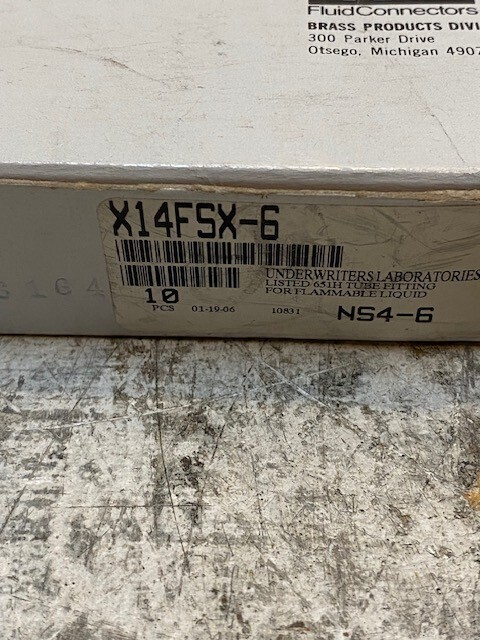 FluidConnectors
BRASS PRODUCTS DIVI
300 Parker Drive
Otsego, Michigan 4907
X14FSX-6
UNDERWRITERS LABORATORIES
LISTED 651H TUBE FITTING
FOR FLAMMABLE LIQUID
10
PCS 01-19-06 10831 NS4-6